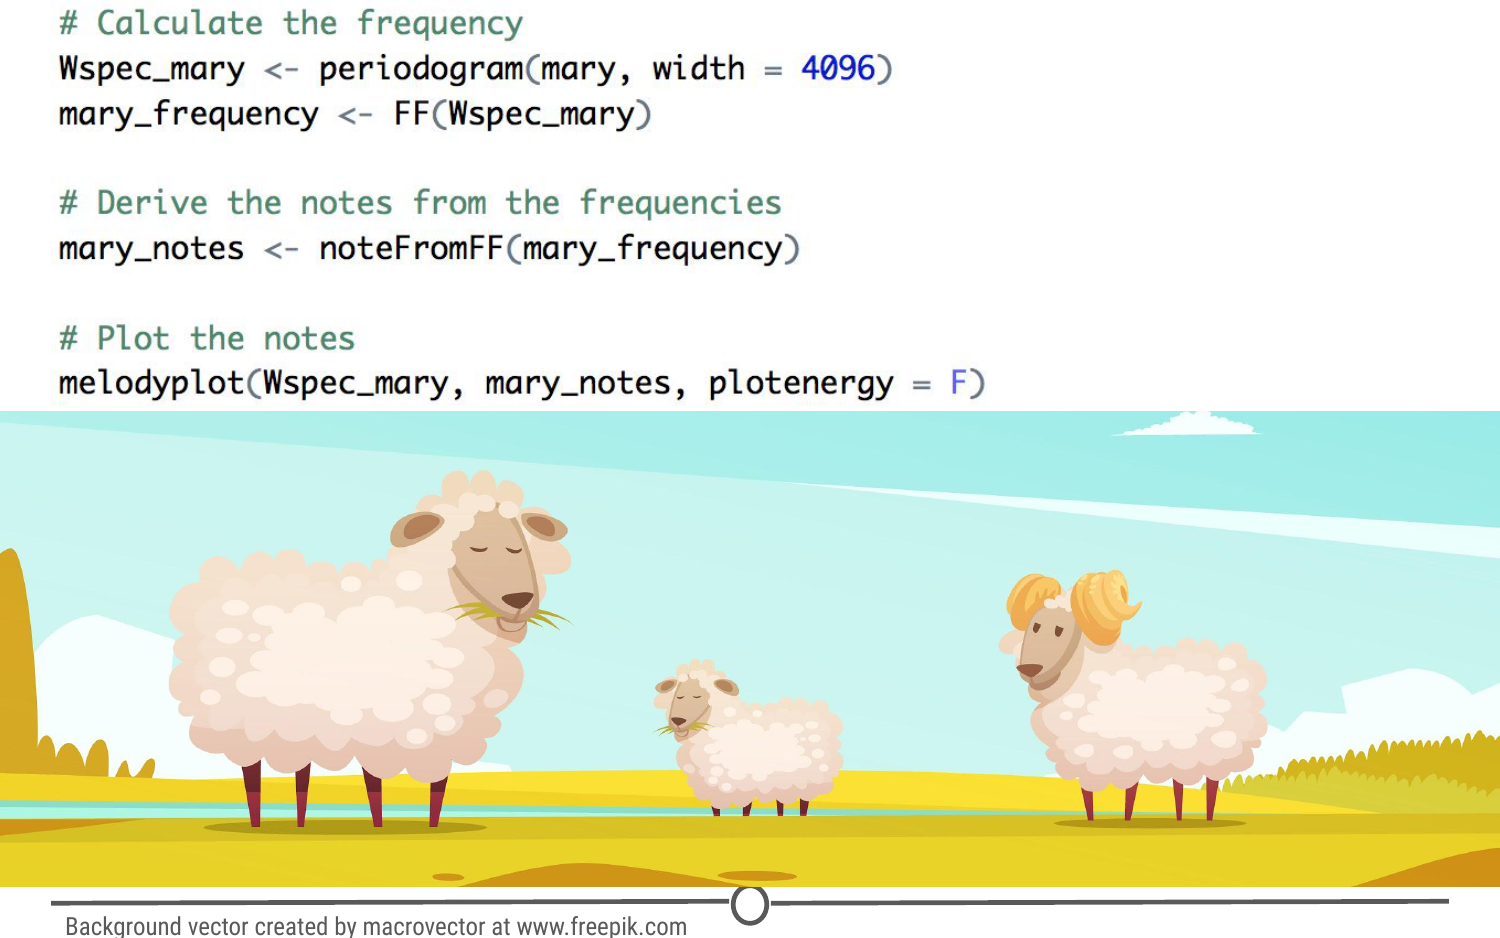 # Calculate the frequency
Wspec_mary <- periodogram(mary, width = 4096)
mary_frequency <- FF(Wspec_mary)
# Derive the notes from the frequencies
mary_notes <- noteFromFF(mary_frequency)
# Plot the notes
melodyplot(Wspec_mary, mary_notes, plotenergy = F)
Background vector created by macrovector at www.freepik.com